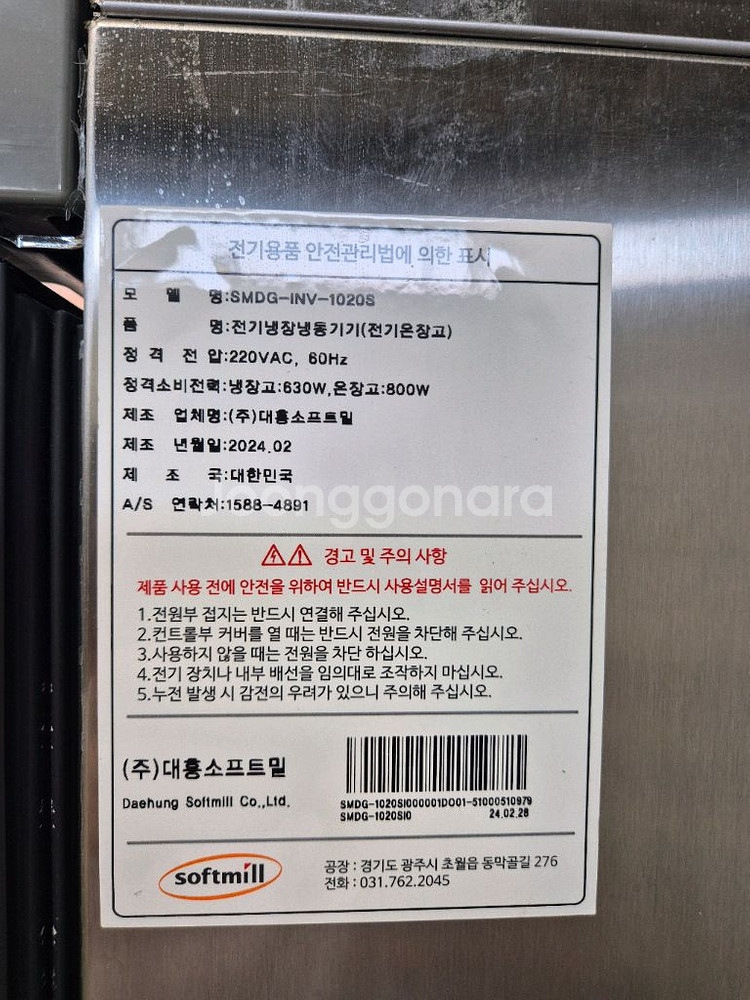 전기용품 안전관리법에 의한 표시
모 델 명:SMDG-INV-1020S
품 명:전기냉장냉동기기(전기온장고)
정 격 전 압:220VAC, 60Hz
정격소비전력:냉장고:630W,온장고:800W
제조 업체명:(주)대흥소프트밀
제조 년월일:2024.02
제 조 국:대한민국
A/S 연락처:1588-4891
joonggonara
경고 및 주의 사항
제품 사용 전에 안전을 위하여 반드시 사용설명서를 읽어 주십시오.
1.전원부 접지는 반드시 연결해 주십시오.
2.컨트롤부 커버를 열 때는 반드시 전원을 차단해 주십시오.
3.사용하지 않을 때는 전원을 차단 하십시오.
4.전기 장치나 내부 배선을 임의대로 조작하지 마십시오.
5.누전 발생 시 감전의 우려가 있으니 주의해 주십시오.
(주)대흥소프트밀
Daehung Softmill Co.,Ltd.
SMDG-1020SI000001DO01-51000510979
SMDG-1020SI0 24.02.28
softmill
공장 : 경기도 광주시 초월읍 동막골길 276
전화 : 031.762.2045